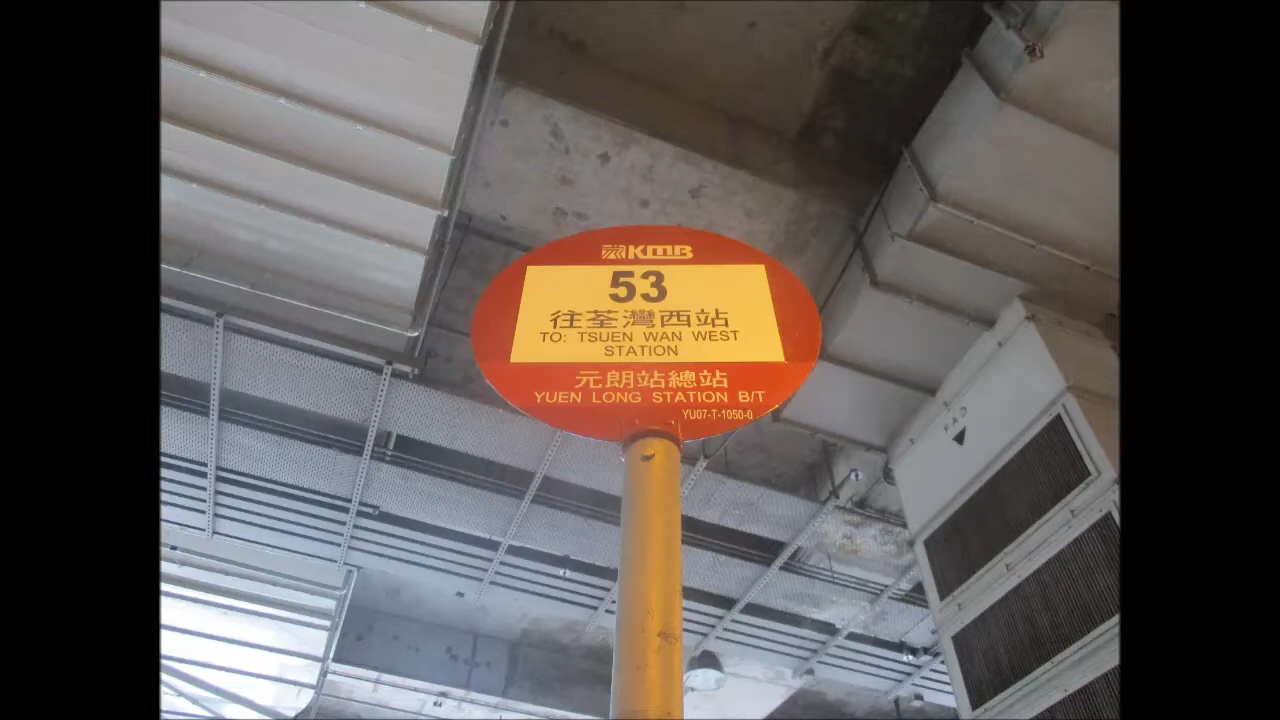 KMB
53
往荃灣西站
TO: TSUEN WAN WEST
STATION
元朗站總站
YUEN LONG STATION B/T
YU07-T-1050-0
FAD